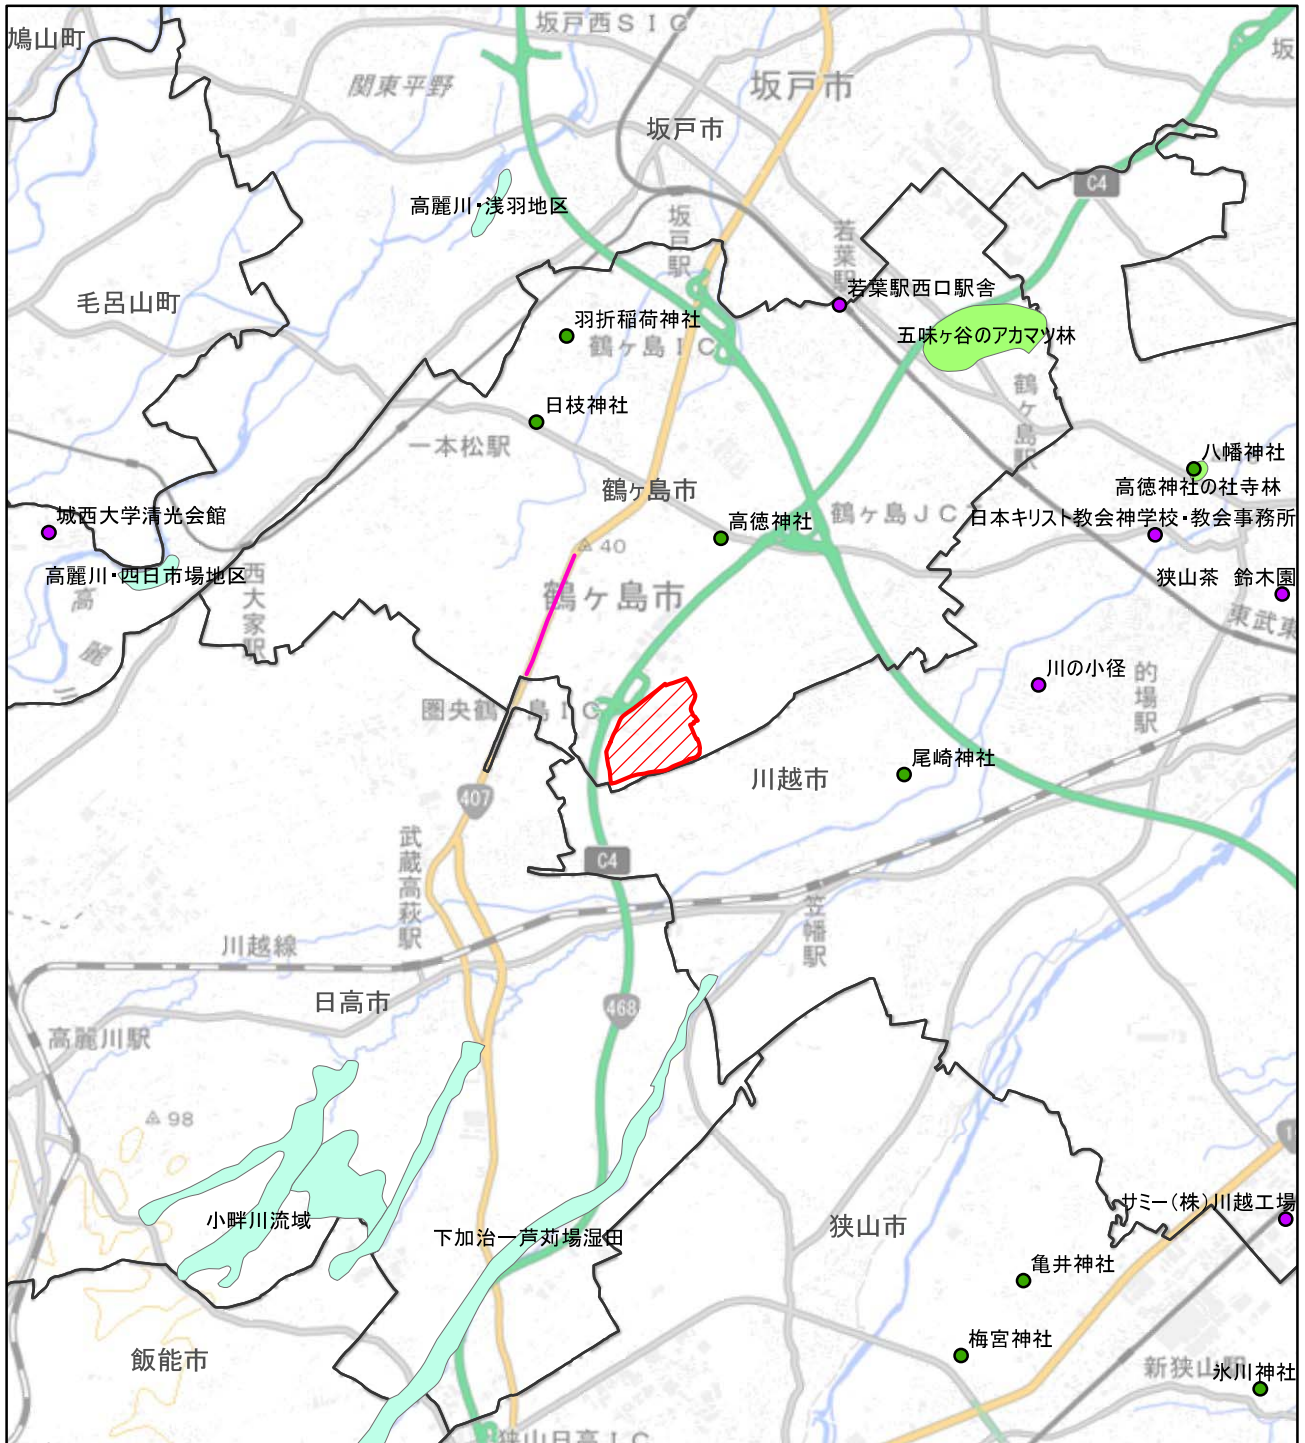 坂戸西SIC
鳩山町
坂
関東平野
坂戸市
坂戸市
C4
高麗川・浅羽地区
坂戸駅
若葉駅
毛呂山町
若葉駅西口駅舎
羽折稲荷神社
鶴ヶ島IC
五味ヶ谷のアカマツ林
鶴ヶ島駅
日枝神社
一本松駅
八幡神社
高徳神社の社寺林
鶴ヶ島市
城西大学清光会館
高徳神社
鶴ヶ島JC
日本キリスト教会神学校・教会事務所
40
高麗川・四日市場地区
西大家駅
狭山茶 鈴木園
鶴ヶ島市
高麗川
東武東
川の小径
的場駅
圏央鶴ヶ島IC
尾崎神社
川越市
407
武蔵高萩駅
C4
笠幡駅
川越線
日高市
468
高麗川駅
98
サミー(株)川越工場
小畔川流域
下加治ー芦苅場湿田
狭山市
亀井神社
梅宮神社
飯能市
新狭山駅
氷川神社
狭山日高IC